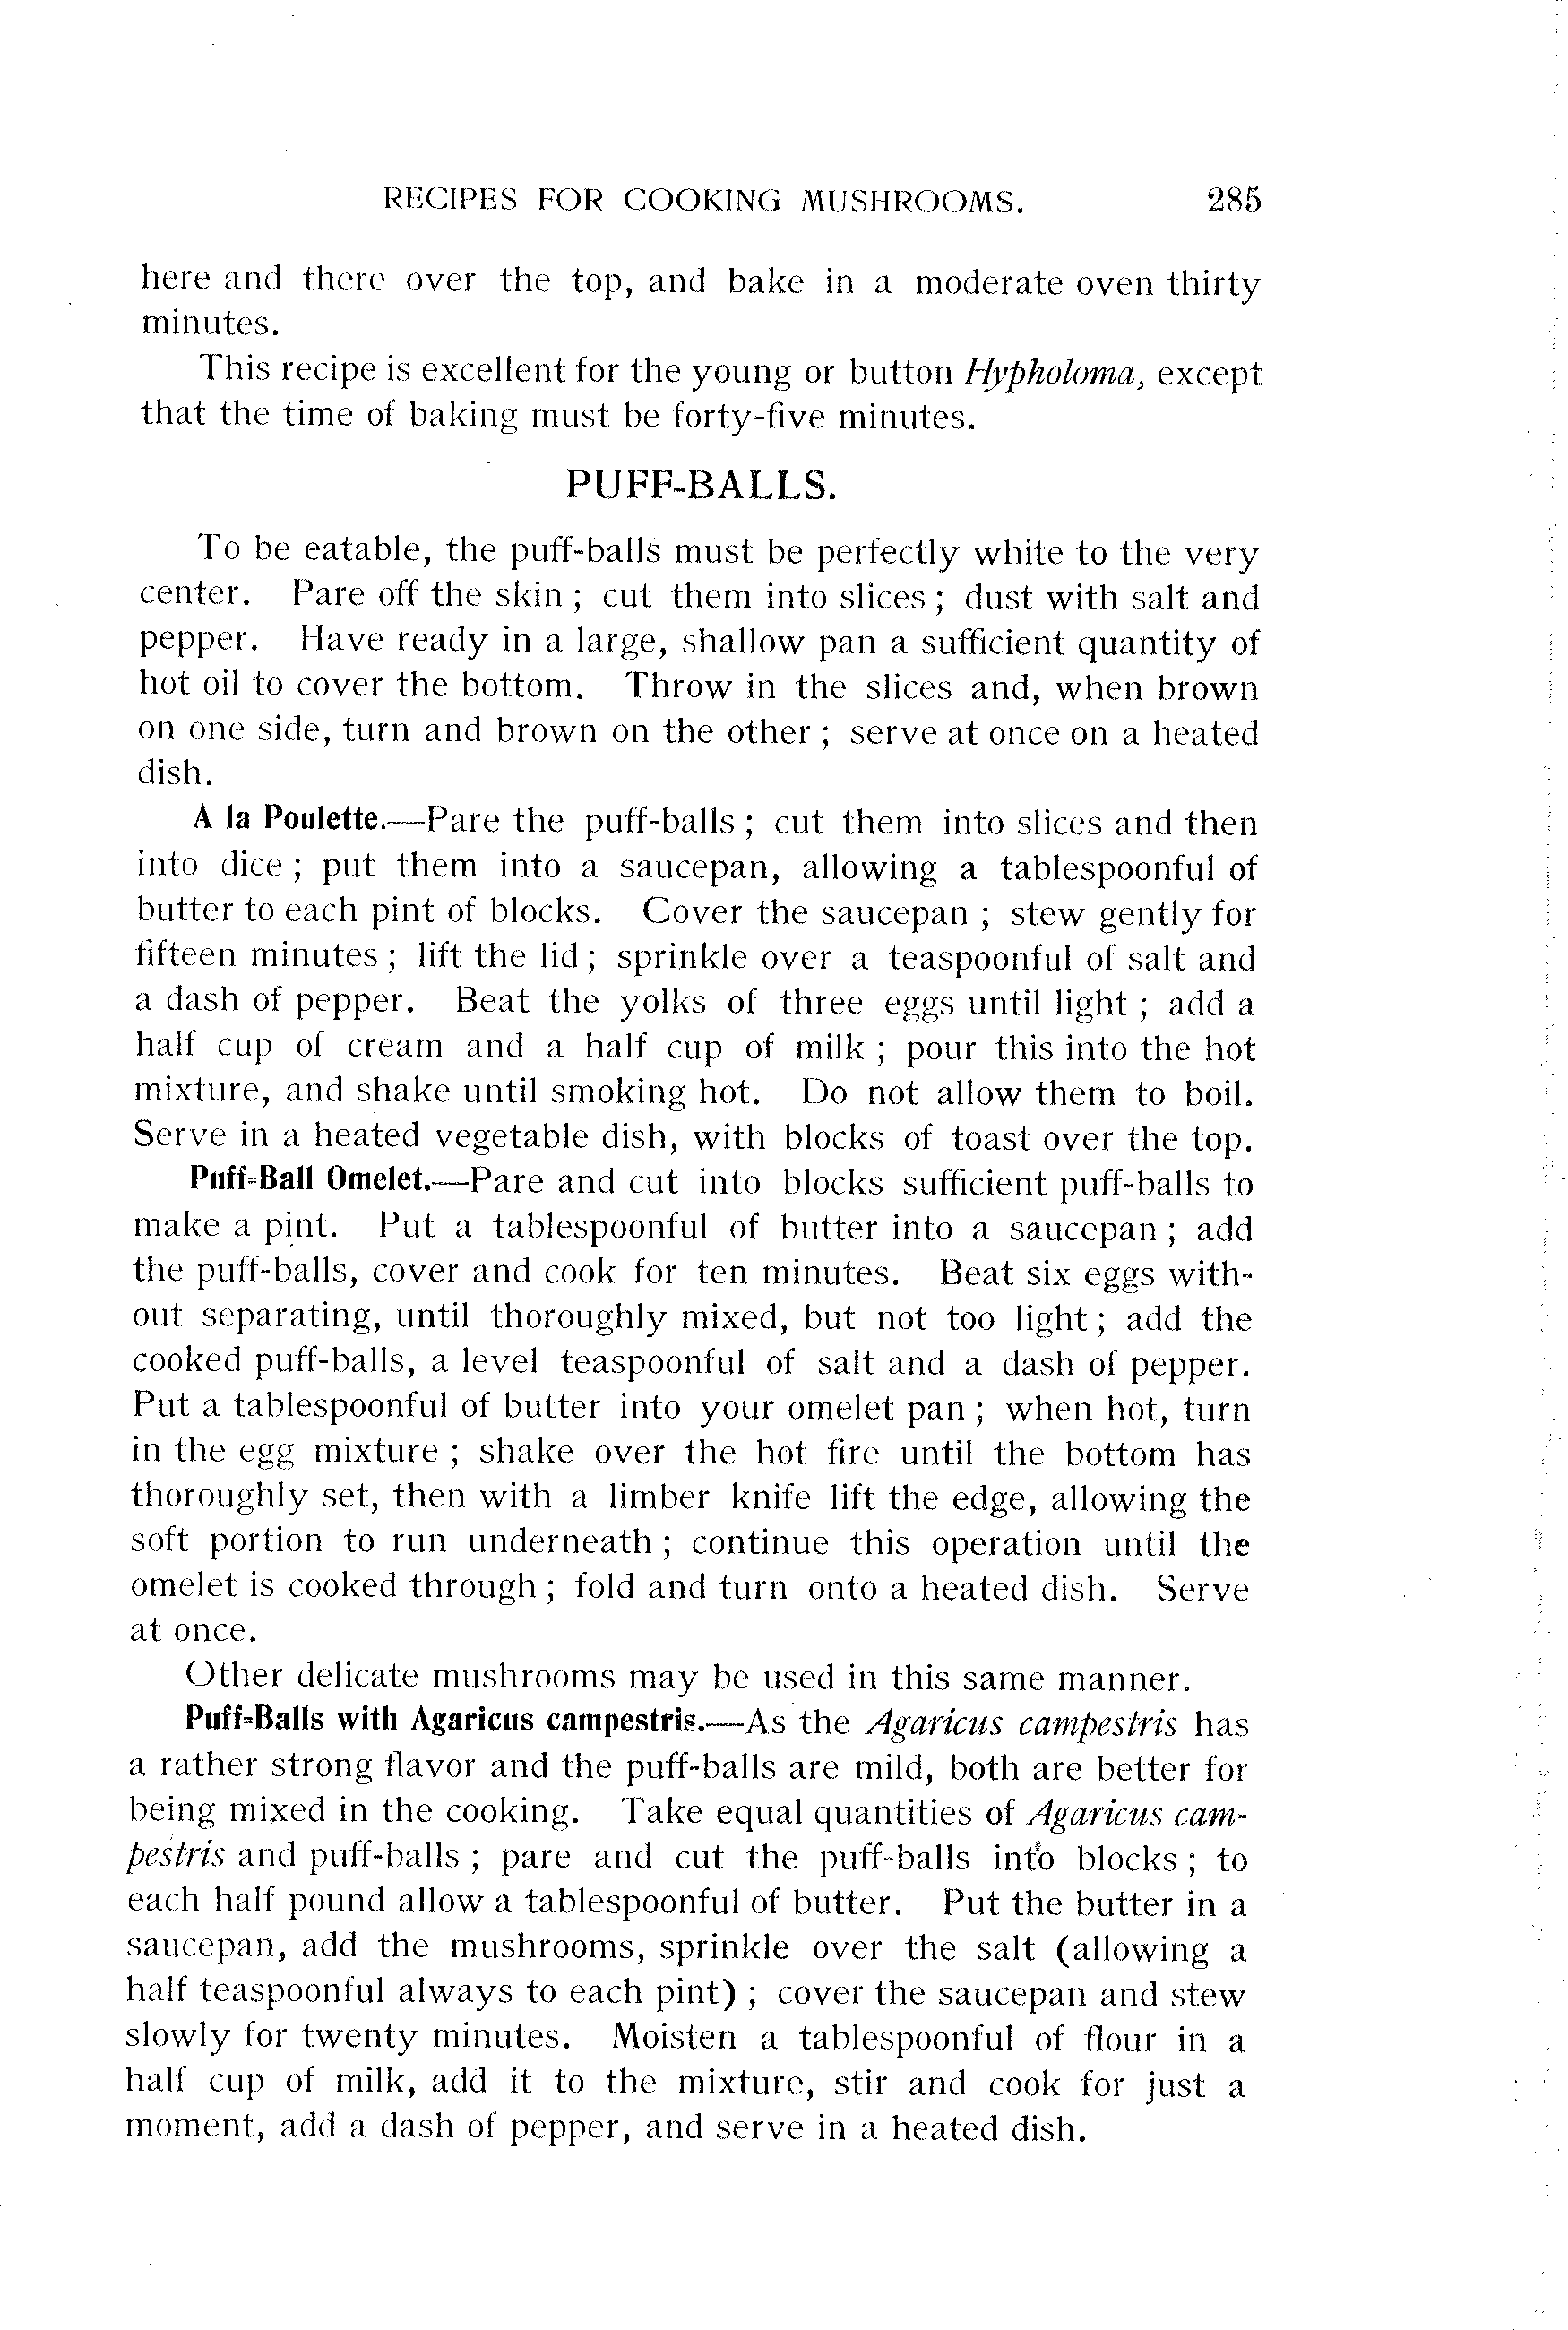 RECIPES FOR COOKING MUSHROOMS. 285
here and there over the top, and bake in a moderate oven thirty
minutes.
This recipe is excellent for the young or button Hypholoma, except
that the time of baking must be forty-five minutes.
PUFF-BALLS.
To be eatable, the puff-balls must be perfectly white to the very
center. Pare off the skin ; cut them into slices ; dust with salt and
pepper. Have ready in a large, shallow pan a sufficient quantity of
hot oil to cover the bottom. Throw in the slices and, when brown
on one side, turn and brown on the other ; serve at once on a heated
dish.
A la Poulette.—Pare the puff-balls ; cut them into slices and then
into dice ; put them into a saucepan, allowing a tablespoonful of
butter to each pint of blocks. Cover the saucepan ; stew gently for
fifteen minutes ; lift the lid ; sprinkle over a teaspoonful of salt and
a dash of pepper. Beat the yolks of three eggs until light ; add a
half cup of cream and a half cup of milk ; pour this into the hot
mixture, and shake until smoking hot. Do not allow them to boil.
Serve in a heated vegetable dish, with blocks of toast over the top.
Puff-Ball Omelet.—Pare and cut into blocks sufficient puff-balls to
make a pint. Put a tablespoonful of butter into a saucepan ; add
the puff-balls, cover and cook for ten minutes. Beat six eggs with-
out separating, until thoroughly mixed, but not too light ; add the
cooked puff-balls, a level teaspoonful of salt and a dash of pepper.
Put a tablespoonful of butter into your omelet pan ; when hot, turn
in the egg mixture ; shake over the hot fire until the bottom has
thoroughly set, then with a limber knife lift the edge, allowing the
soft portion to run underneath ; continue this operation until the
omelet is cooked through ; fold and turn onto a heated dish. Serve
at once.
Other delicate mushrooms may be used in this same manner.
Puff-Balls with Agaricus campestris.—As the Agaricus campestris has
a rather strong flavor and the puff-balls are mild, both are better for
being mixed in the cooking. Take equal quantities of Agaricus cam-
pestris and puff-balls ; pare and cut the puff-balls into blocks ; to
each half pound allow a tablespoonful of butter. Put the butter in a
saucepan, add the mushrooms, sprinkle over the salt (allowing a
half teaspoonful always to each pint) ; cover the saucepan and stew
slowly for twenty minutes. Moisten a tablespoonful of flour in a
half cup of milk, add it to the mixture, stir and cook for just a
moment, add a dash of pepper, and serve in a heated dish.